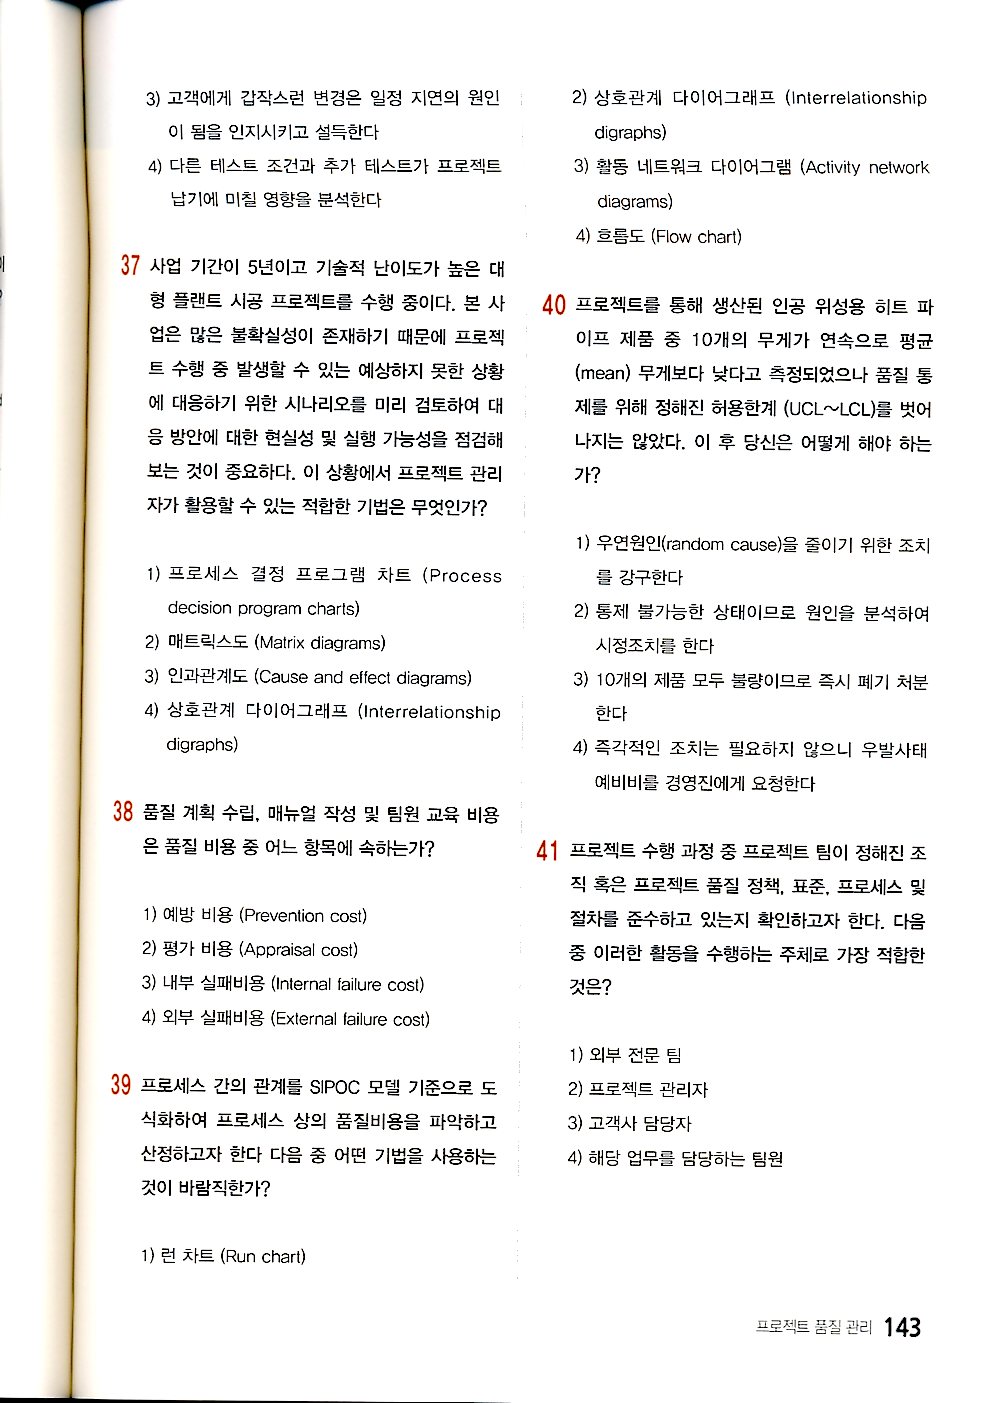 3) 고객에게 갑작스런 변경은 일정 지연의 원인
이 됨을 인지시키고 설득한다
4) 다른 테스트 조건과 추가 테스트가 프로젝트
납기에 미칠 영향을 분석한다
37 사업 기간이 5년이고 기술적 난이도가 높은 대
형 플랜트 시공 프로젝트를 수행 중이다. 본 사
업은 많은 불확실성이 존재하기 때문에 프로젝
트 수행 중 발생할 수 있는 예상하지 못한 상황
에 대응하기 위한 시나리오를 미리 검토하여 대
응 방안에 대한 현실성 및 실행 가능성을 점검해
보는 것이 중요하다. 이 상황에서 프로젝트 관리
자가 활용할 수 있는 적합한 기법은 무엇인가?
1) 프로세스 결정 프로그램 차트 (Process
decision program charts)
2) 매트릭스도 (Matrix diagrams)
3) 인과관계도 (Cause and effect diagrams)
4) 상호관계 다이어그래프 (Interrelationship
digraphs)
38 품질 계획 수립, 매뉴얼 작성 및 팀원 교육 비용
은 품질 비용 중 어느 항목에 속하는가?
1) 예방 비용 (Prevention cost)
2) 평가 비용 (Appraisal cost)
3) 내부 실패비용 (Internal failure cost)
4) 외부 실패비용 (External failure cost)
39 프로세스 간의 관계를 SIPOC 모델 기준으로 도
식화하여 프로세스 상의 품질비용을 파악하고
산정하고자 한다 다음 중 어떤 기법을 사용하는
것이 바람직한가?
1) 런 차트 (Run chart)
2) 상호관계 다이어그래프 (Interrelationship
digraphs)
3) 활동 네트워크 다이어그램 (Activity network
diagrams)
4) 흐름도 (Flow chart)
40 프로젝트를 통해 생산된 인공 위성용 히트 파
이프 제품 중 10개의 무게가 연속으로 평균
(mean) 무게보다 낮다고 측정되었으나 품질 통
제를 위해 정해진 허용한계 (UCL~LCL)를 벗어
나지는 않았다. 이 후 당신은 어떻게 해야 하는
가?
1) 우연원인(random cause)을 줄이기 위한 조치
를 강구한다
2) 통제 불가능한 상태이므로 원인을 분석하여
시정조치를 한다
3) 10개의 제품 모두 불량이므로 즉시 폐기 처분
한다
4) 즉각적인 조치는 필요하지 않으니 우발사태
예비비를 경영진에게 요청한다
41 프로젝트 수행 과정 중 프로젝트 팀이 정해진 조
직 혹은 프로젝트 품질 정책, 표준, 프로세스 및
절차를 준수하고 있는지 확인하고자 한다. 다음
중 이러한 활동을 수행하는 주체로 가장 적합한
것은?
1) 외부 전문 팀
2) 프로젝트 관리자
3) 고객사 담당자
4) 해당 업무를 담당하는 팀원
프로젝트 품질 관리 143